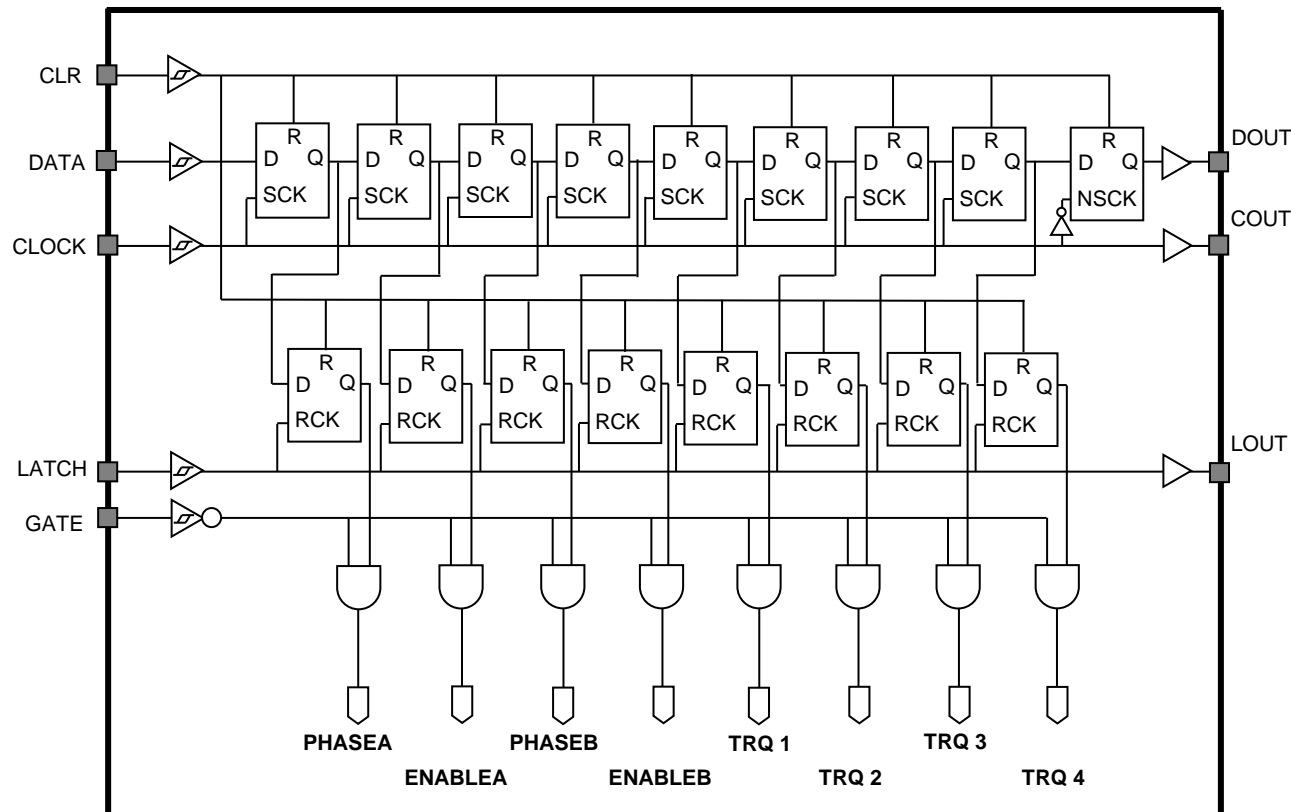 CLR
R R R R R R R R R
DATA
D Q D Q D Q D Q D Q D Q D Q D Q D Q
DOUT
SCK SCK SCK SCK SCK SCK SCK SCK NSCK
COUT
CLOCK
R R R R R R R R
D Q D Q D Q D Q D Q D Q D Q D Q
RCK RCK RCK RCK RCK RCK RCK RCK
LOUT
LATCH
GATE
PHASEA PHASEB TRQ 1 TRQ 3
ENABLEA ENABLEB TRQ 2 TRQ 4